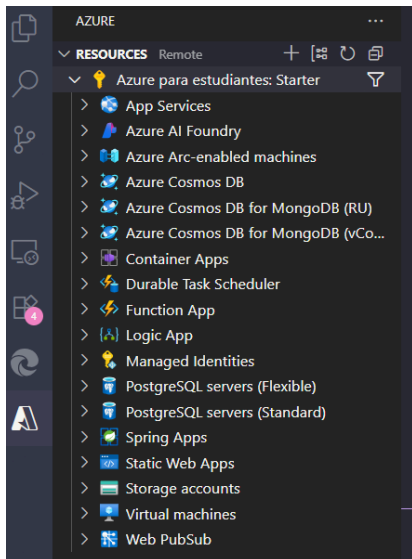 AZURE
RESOURCES Remote
Azure para estudiantes: Starter
App Services
Azure AI Foundry
Azure Arc-enabled machines
Azure Cosmos DB
Azure Cosmos DB for MongoDB (RU)
Azure Cosmos DB for MongoDB (vCo...
Container Apps
Durable Task Scheduler
Function App
Logic App
Managed Identities
PostgreSQL servers (Flexible)
PostgreSQL servers (Standard)
Spring Apps
Static Web Apps
Storage accounts
Virtual machines
Web PubSub
4